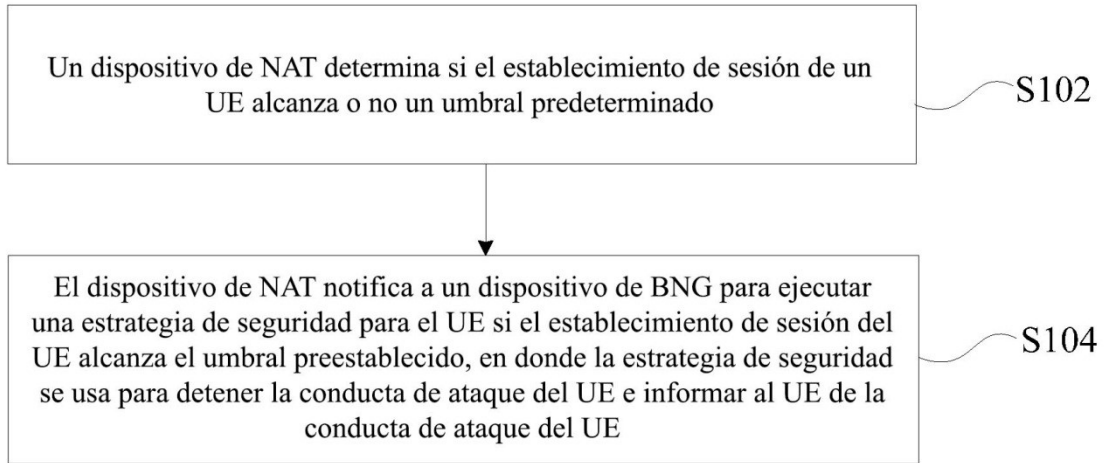 Un dispositivo de NAT determina si el establecimiento de sesión de un
UE alcanza o no un umbral predeterminado
S102
El dispositivo de NAT notifica a un dispositivo de BNG para ejecutar
una estrategia de seguridad para el UE si el establecimiento de sesión del
UE alcanza el umbral preestablecido, en donde la estrategia de seguridad
se usa para detener la conducta de ataque del UE e informar al UE de la
conducta de ataque del UE
S104